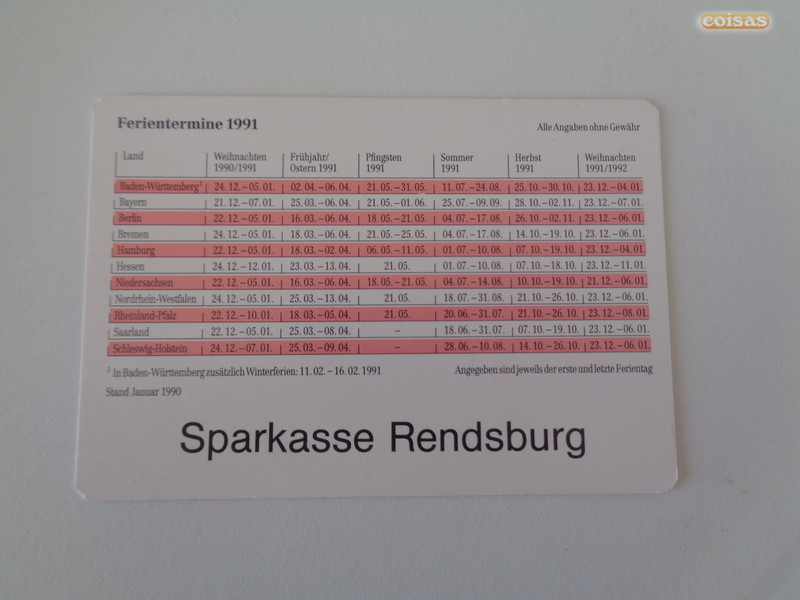 coisas
Ferientermine 1991
Alle Angaben ohne Gewähr
Land Weihnachten 1990/1991 Frühjahr/ Ostern 1991 Pfingsten 1991 Sommer 1991 Herbst 1991 Weihnachten 1991/1992
Baden-Württemberg¹ 24.12.–05.01. 02.04.–06.04. 21.05.–31.05. 11.07.–24.08. 25.10.–30.10. 23.12.–04.01.
Bayern 21.12.–07.01. 25.03.–06.04. 21.05.–01.06. 25.07.–09.09. 28.10.–02.11. 23.12.–07.01.
Berlin 22.12.–05.01. 16.03.–06.04. 18.05.–21.05. 04.07.–17.08. 26.10.–02.11. 23.12.–06.01.
Bremen 24.12.–05.01. 18.03.–06.04. 21.05.–25.05. 04.07.–17.08. 14.10.–19.10. 23.12.–06.01.
Hamburg 22.12.–05.01. 18.03.–02.04. 06.05.–11.05. 01.07.–10.08. 07.10.–19.10. 23.12.–04.01.
Hessen 24.12.–12.01. 23.03.–13.04. 21.05. 01.07.–10.08. 07.10.–18.10. 23.12.–11.01.
Niedersachsen 22.12.–05.01. 16.03.–06.04. 18.05.–21.05. 04.07.–14.08. 10.10.–19.10. 21.12.–06.01.
Nordrhein-Westfalen 24.12.–05.01. 25.03.–13.04. 21.05. 18.07.–31.08. 21.10.–26.10. 23.12.–06.01.
Rheinland-Pfalz 22.12.–10.01. 18.03.–05.04. 21.05. 20.06.–31.07. 21.10.–26.10. 23.12.–08.01.
Saarland 22.12.–05.01. 25.03.–08.04. – 18.06.–31.07. 07.10.–19.10. 23.12.–06.01.
Schleswig-Holstein 24.12.–07.01. 25.03.–09.04. – 28.06.–10.08. 14.10.–26.10. 23.12.–06.01.
¹ In Baden-Württemberg zusätzlich Winterferien: 11.02. – 16.02.1991
Angegeben sind jeweils der erste und letzte Ferientag
Stand Januar 1990
Sparkasse Rendsburg